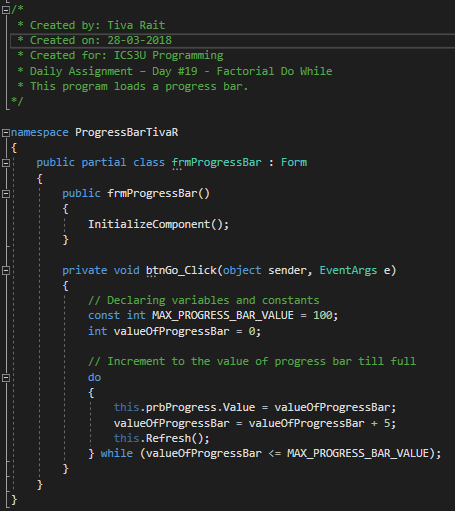 /*
 * Created by: Tiva Rait
 * Created on: 28-03-2018
 * Created for: ICS3U Programming
 * Daily Assignment – Day #19 - Factorial Do While
 * This program loads a progress bar.
*/

namespace ProgressBarTivaR
{
    public partial class frmProgressBar : Form
    {
        public frmProgressBar()
        {
            InitializeComponent();
        }

        private void btnGo_Click(object sender, EventArgs e)
        {
            // Declaring variables and constants
            const int MAX_PROGRESS_BAR_VALUE = 100;
            int valueOfProgressBar = 0;

            // Increment to the value of progress bar till full
            do
            {
                this.prbProgress.Value = valueOfProgressBar;
                valueOfProgressBar = valueOfProgressBar + 5;
                this.Refresh();
            } while (valueOfProgressBar <= MAX_PROGRESS_BAR_VALUE);
        }
    }
}